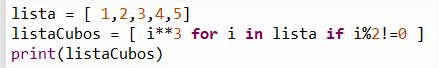 lista = [ 1,2,3,4,5]
listaCubos = [ i**3 for i in lista if i%2!=0 ]
print(listaCubos)